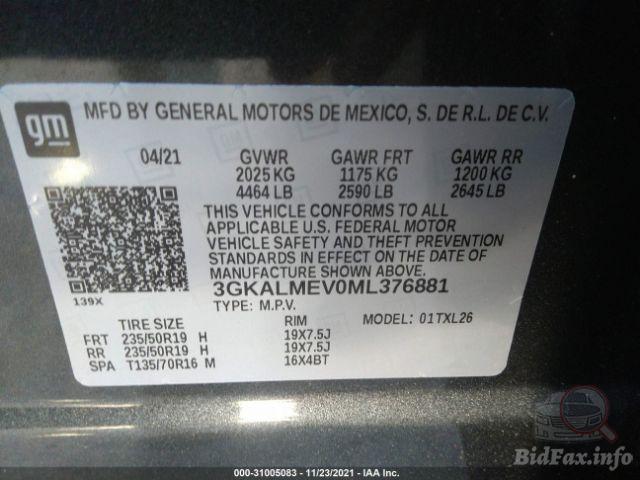 gm
MFD BY GENERAL MOTORS DE MEXICO, S. DE R.L. DE C.V.
04/21 GVWR GAWR FRT GAWR RR
2025 KG 1175 KG 1200 KG
4464 LB 2590 LB 2645 LB
THIS VEHICLE CONFORMS TO ALL
APPLICABLE U.S. FEDERAL MOTOR
VEHICLE SAFETY AND THEFT PREVENTION
STANDARDS IN EFFECT ON THE DATE OF
MANUFACTURE SHOWN ABOVE.
139X
3GKALMEV0ML376881
TYPE: M.P.V.
TIRE SIZE RIM MODEL: 01TXL26
FRT 235/50R19 H 19X7.5J
RR 235/50R19 H 19X7.5J
SPA T135/70R16 M 16X4BT
BidFax.info
000-31005083 - 11/23/2021 - IAA Inc.